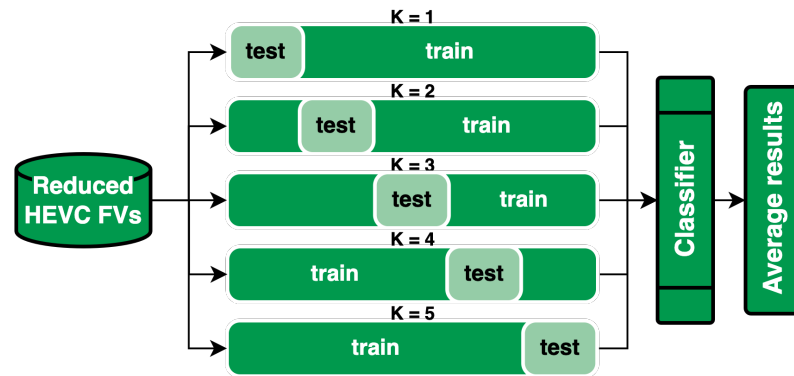 K = 1
test train
K = 2
test train
K = 3
test train
K = 4
train test
K = 5
train test
Reduced
HEVC FVs
Classifier
Average results